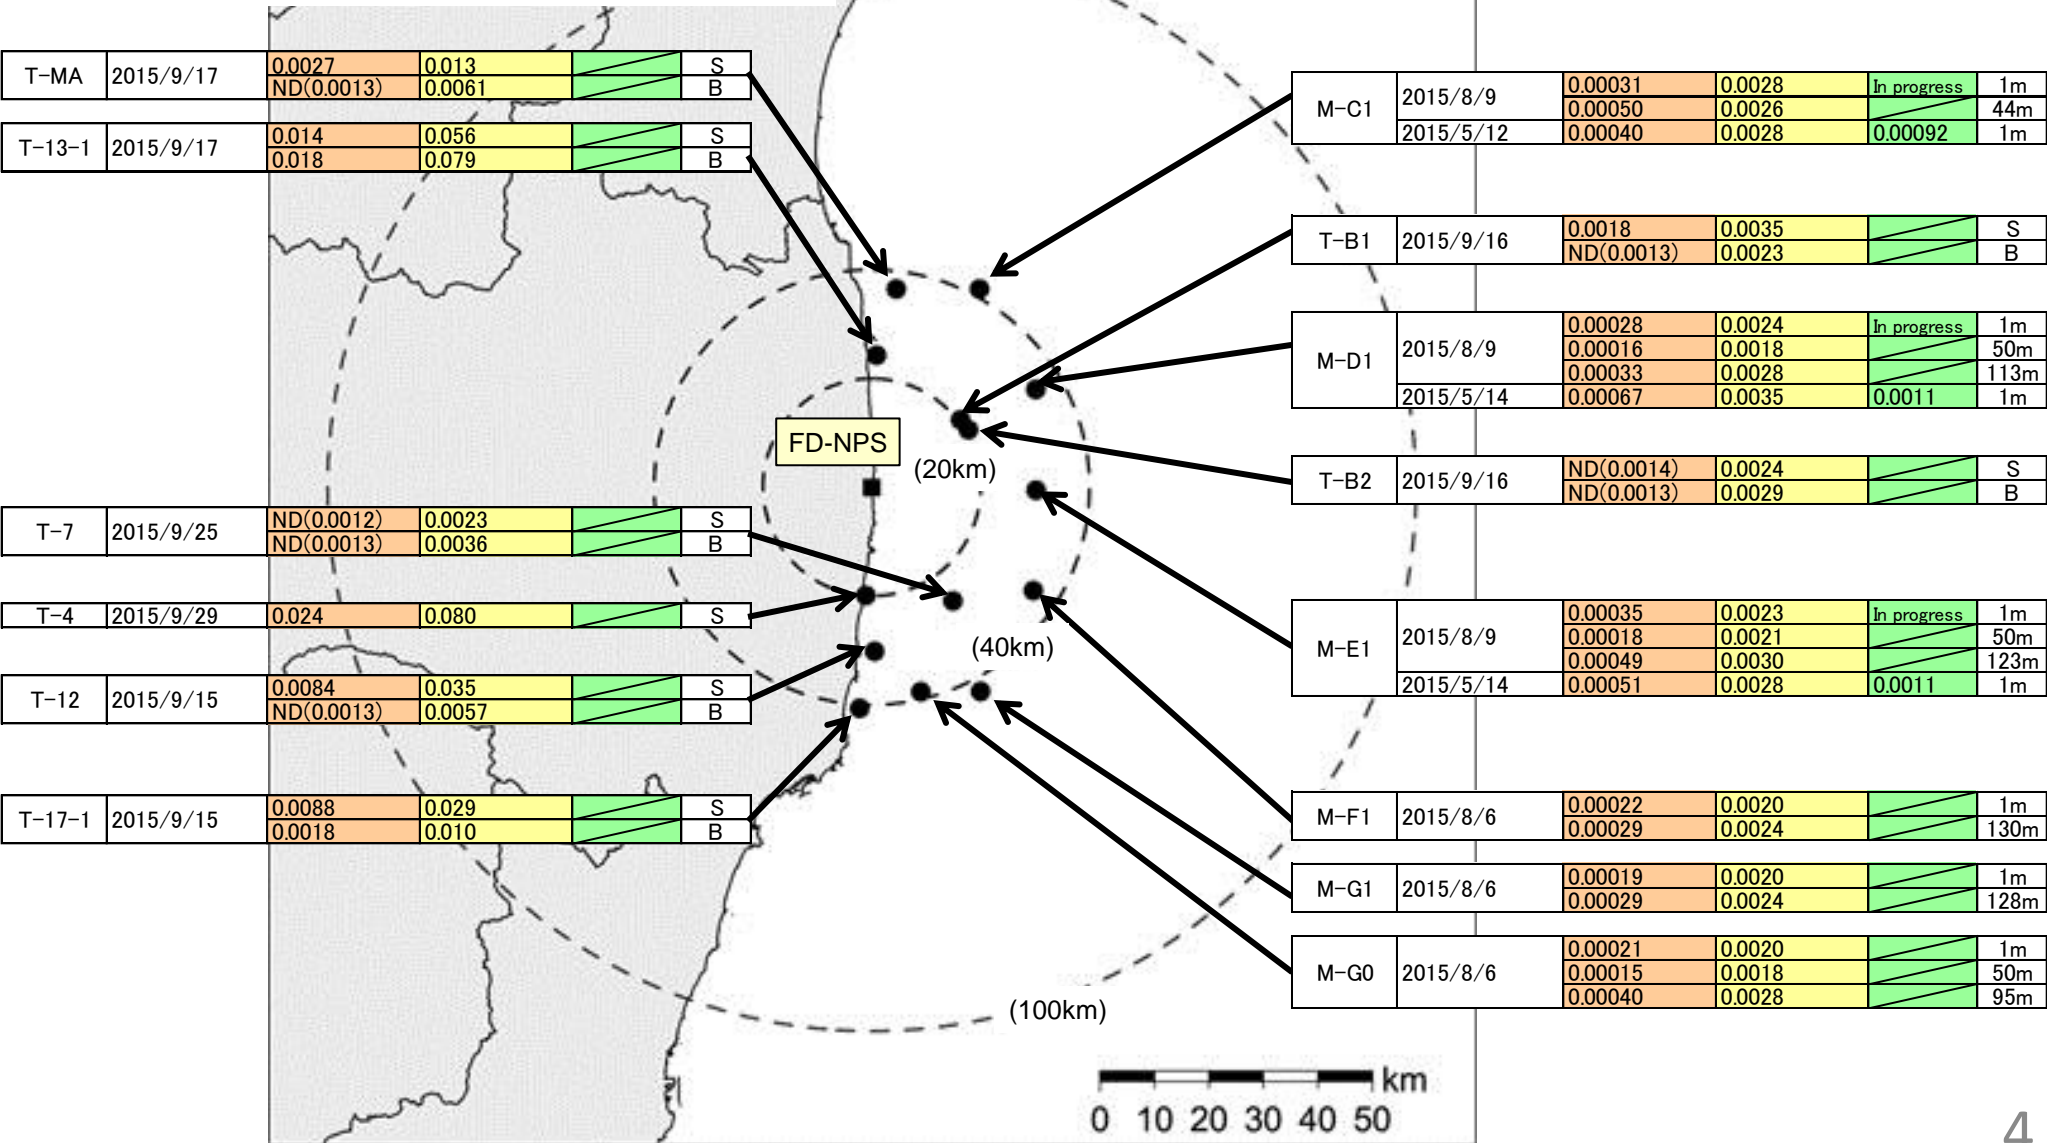 T-MA 2015/9/17 0.0027 0.013 S
ND(0.0013) 0.0061 B
T-13-1 2015/9/17 0.014 0.056 S
0.018 0.079 B
T-7 2015/9/25 ND(0.0012) 0.0023 S
ND(0.0013) 0.0036 B
T-4 2015/9/29 0.024 0.080 S
T-12 2015/9/15 0.0084 0.035 S
ND(0.0013) 0.0057 B
T-17-1 2015/9/15 0.0088 0.029 S
0.0018 0.010 B
FD-NPS
(20km)
(40km)
(100km)
M-C1 2015/8/9 0.00031 0.0028 In progress 1m
0.00050 0.0026 44m
2015/5/12 0.00040 0.0028 0.00092 1m
T-B1 2015/9/16 0.0018 0.0035 S
ND(0.0013) 0.0023 B
M-D1 2015/8/9 0.00028 0.0024 In progress 1m
0.00016 0.0018 50m
0.00033 0.0028 113m
2015/5/14 0.00067 0.0035 0.0011 1m
T-B2 2015/9/16 ND(0.0014) 0.0024 S
ND(0.0013) 0.0029 B
M-E1 2015/8/9 0.00035 0.0023 In progress 1m
0.00018 0.0021 50m
0.00049 0.0030 123m
2015/5/14 0.00051 0.0028 0.0011 1m
M-F1 2015/8/6 0.00022 0.0020 1m
0.00029 0.0024 130m
M-G1 2015/8/6 0.00019 0.0020 1m
0.00029 0.0024 128m
M-G0 2015/8/6 0.00021 0.0020 1m
0.00015 0.0018 50m
0.00040 0.0028 95m
km
0 10 20 30 40 50
4